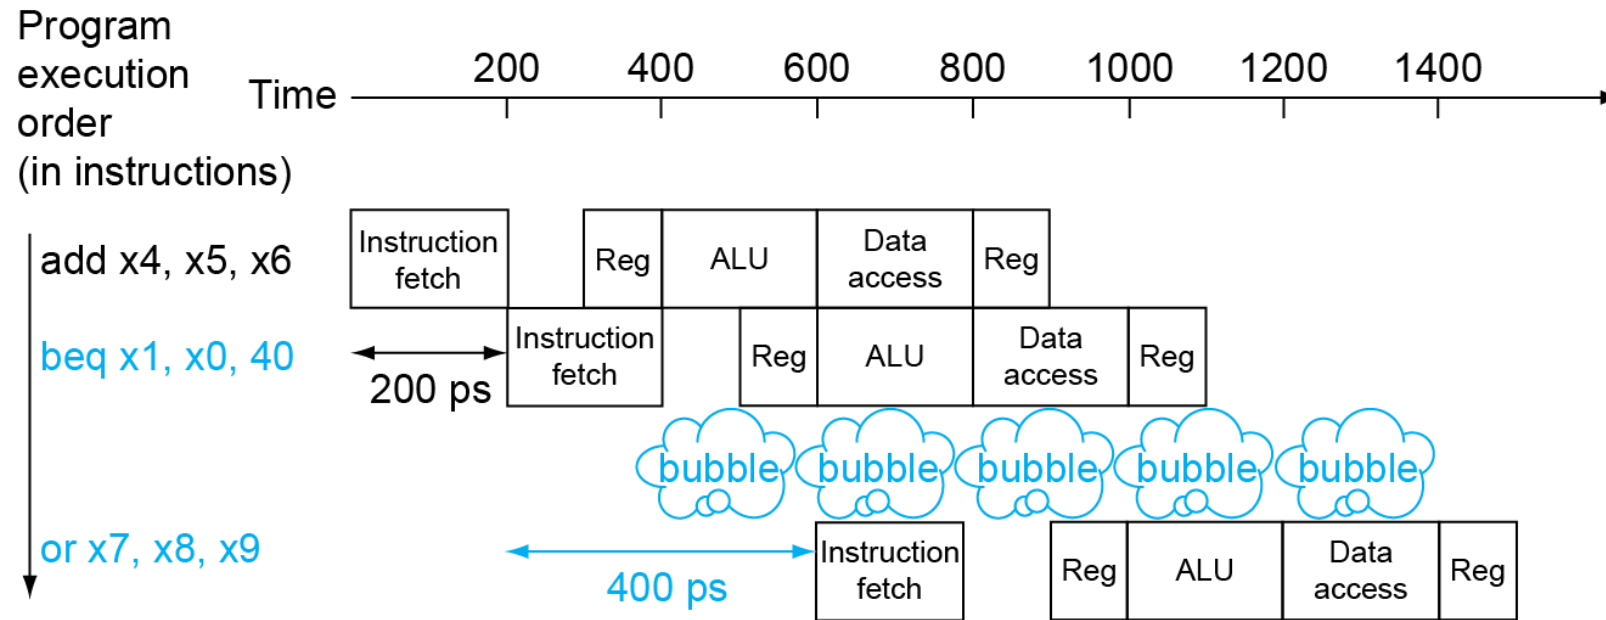 Program
execution
order
(in instructions)
Time
200 400 600 800 1000 1200 1400
add x4, x5, x6
Instruction
fetch
Reg
ALU
Data
access
Reg
beq x1, x0, 40
200 ps
Instruction
fetch
Reg
ALU
Data
access
Reg
bubble bubble bubble bubble bubble
or x7, x8, x9
400 ps
Instruction
fetch
Reg
ALU
Data
access
Reg